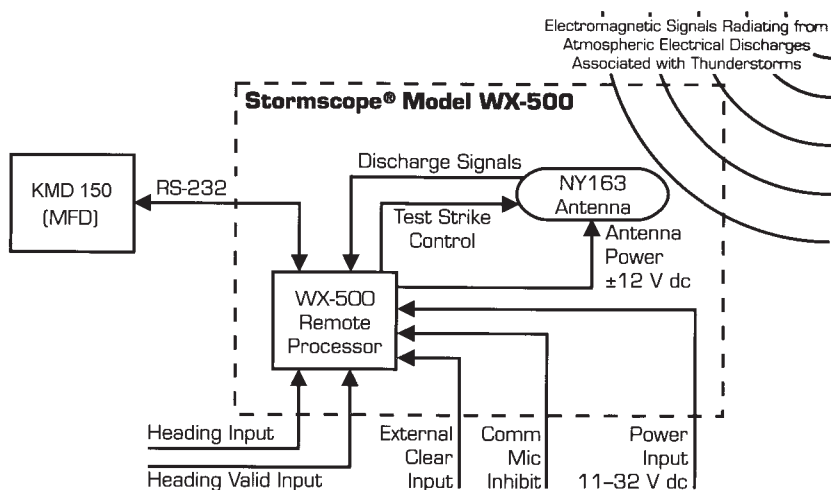 Electromagnetic Signals Radiating from
Atmospheric Electrical Discharges
Associated with Thunderstorms
Stormscope® Model WX-500
KMD 150
(MFD)
RS-232
Discharge Signals
NY163
Antenna
Test Strike
Control
Antenna
Power
±12 V dc
WX-500
Remote
Processor
Heading Input
Heading Valid Input
External
Clear
Input
Comm
Mic
Inhibit
Power
Input
11–32 V dc